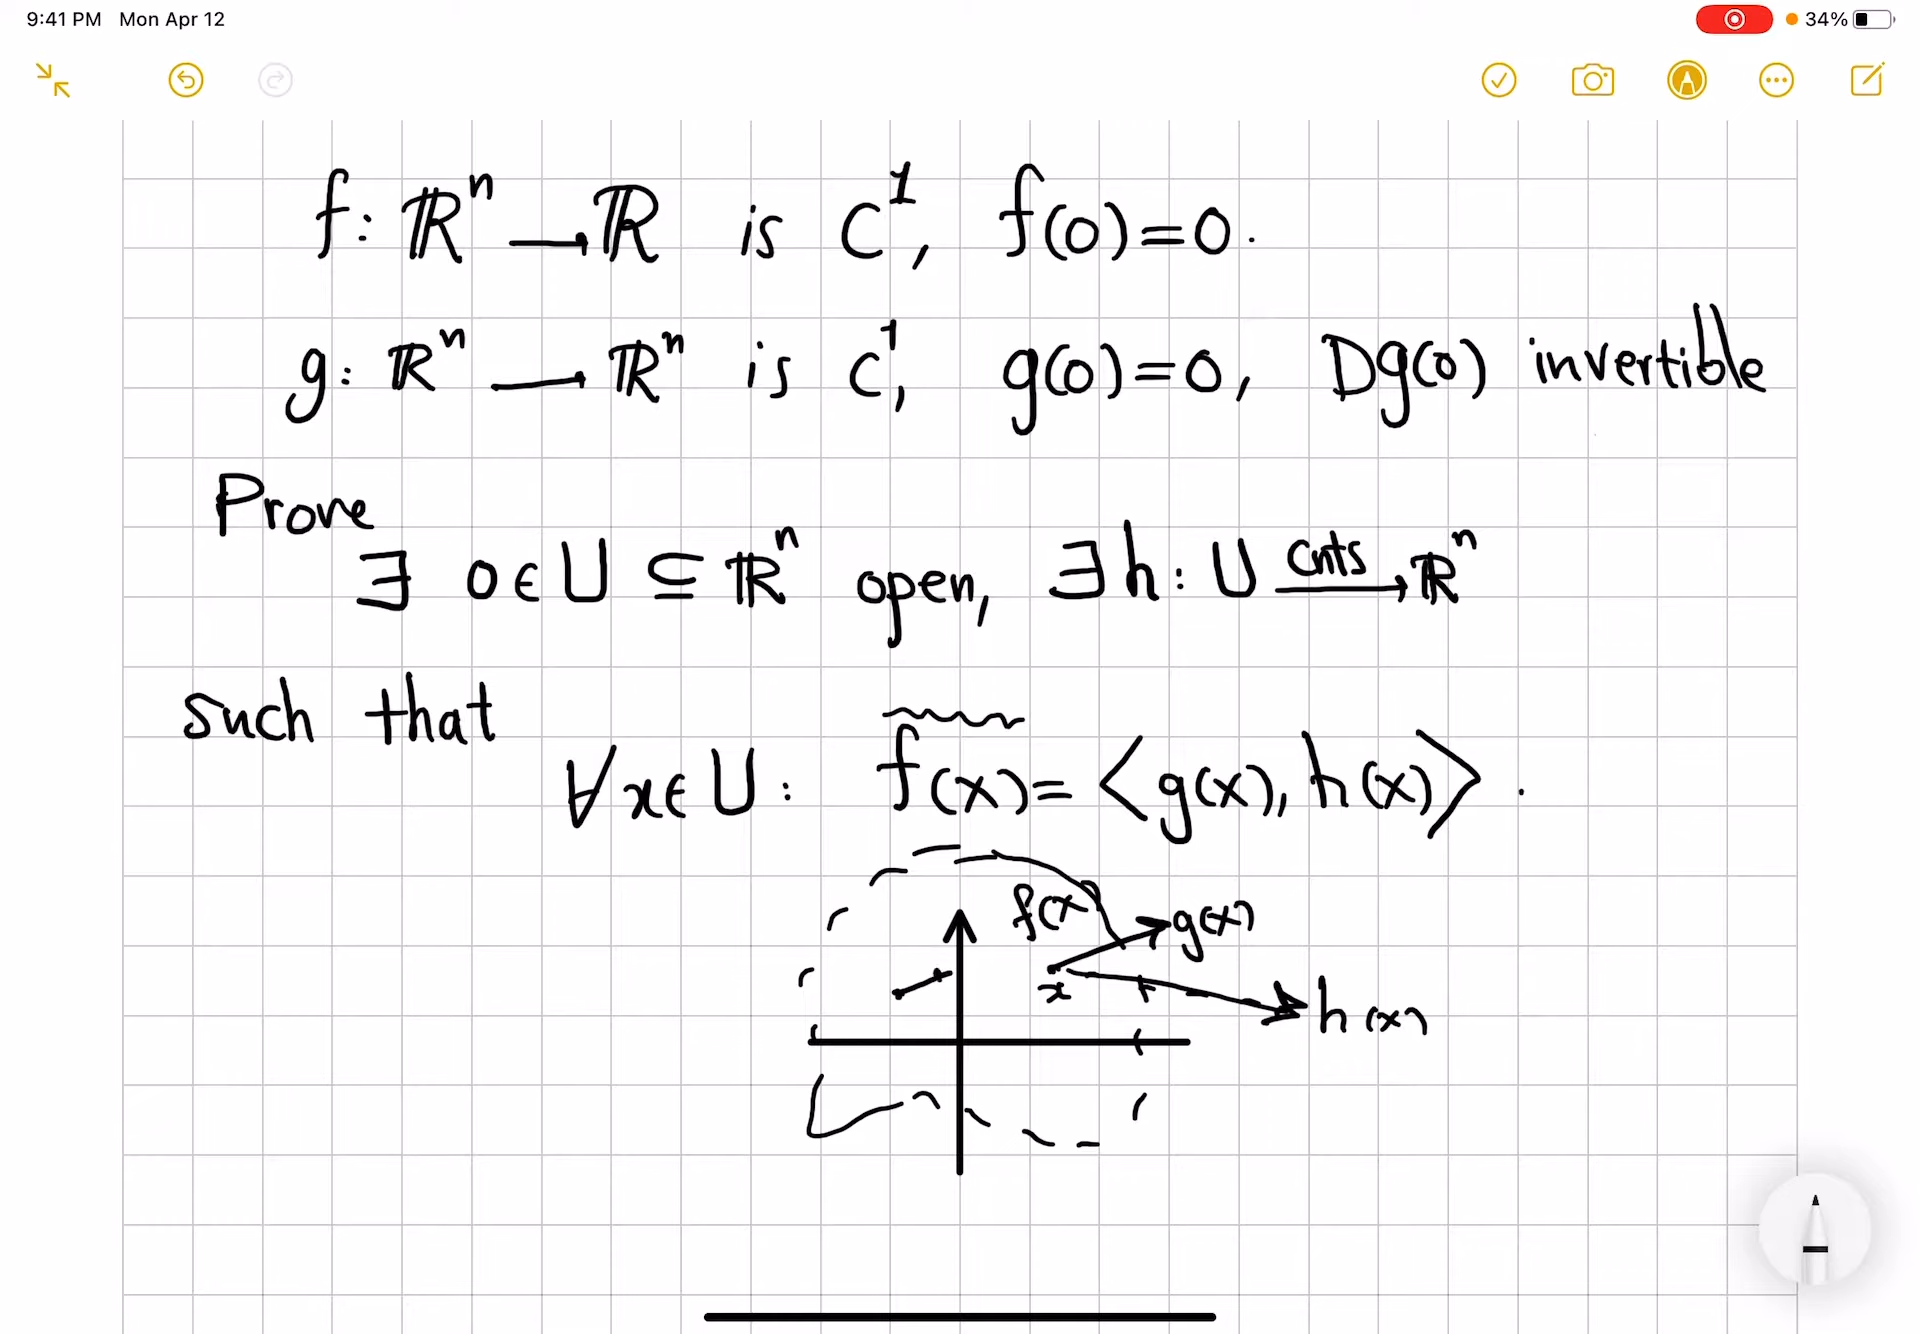 9:41 PM Mon Apr 12 34%
f: ℝⁿ → ℝ is C¹, f(0)=0.
g: ℝⁿ → ℝⁿ is C¹, g(0)=0, Dg(0) invertible
Prove
∃ 0∈U ⊆ ℝⁿ open, ∃h: U cnts→ ℝⁿ
such that
∀x∈U: f(x)= <g(x), h(x)>.
f(x) g(x)
x h(x)